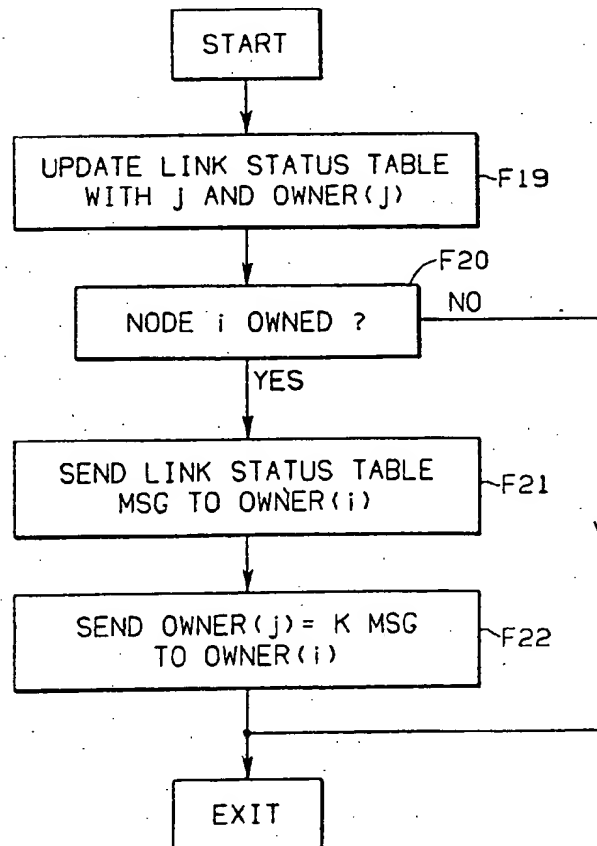 START
UPDATE LINK STATUS TABLE
WITH j AND OWNER(j)
F19
F20
NODE i OWNED ?
NO
YES
SEND LINK STATUS TABLE
MSG TO OWNER(i)
F21
SEND OWNER(j)= K MSG
TO OWNER(i)
F22
EXIT